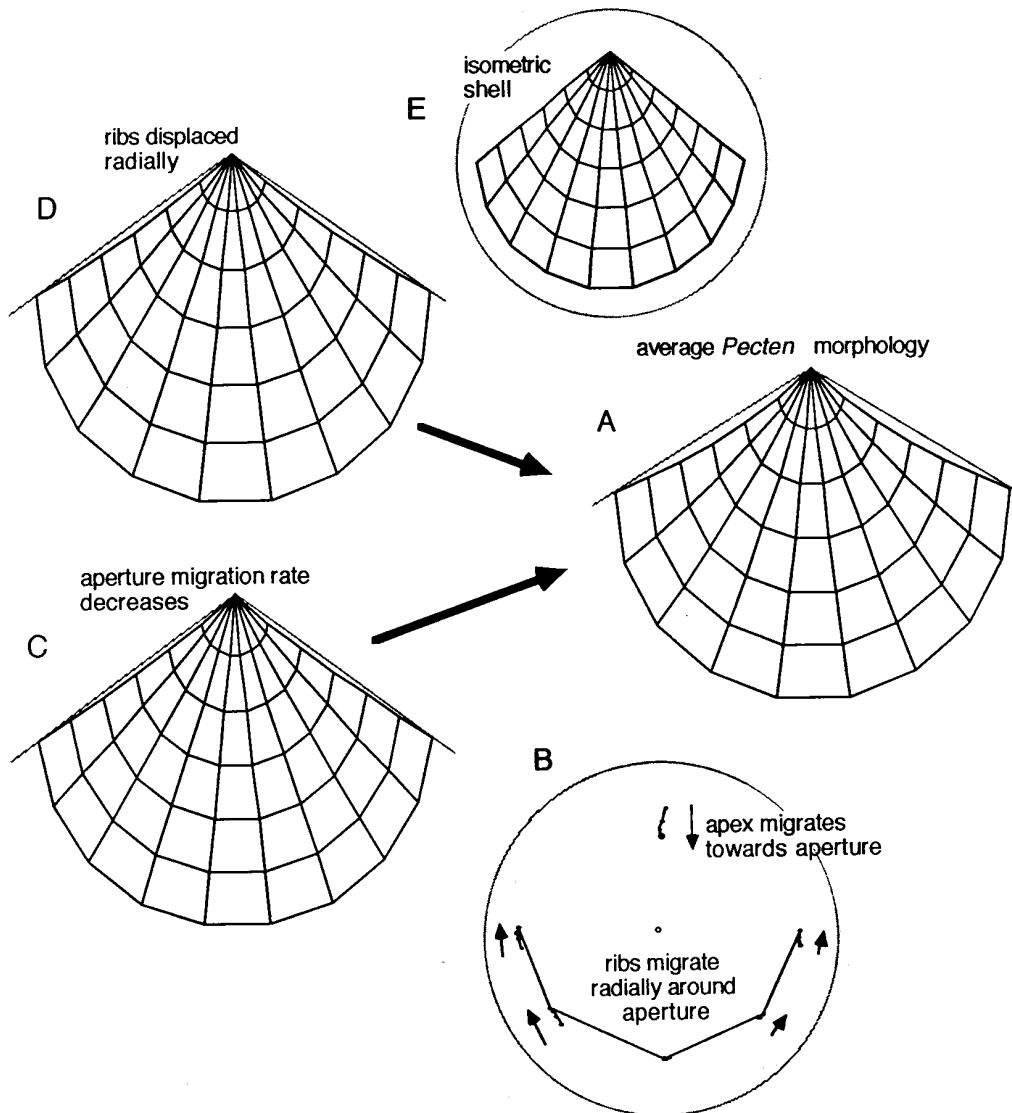 isometric
shell
E
ribs displaced
radially
D
average Pecten morphology
A
aperture migration rate
decreases
C
B
apex migrates
towards aperture
ribs migrate
radially around
aperture